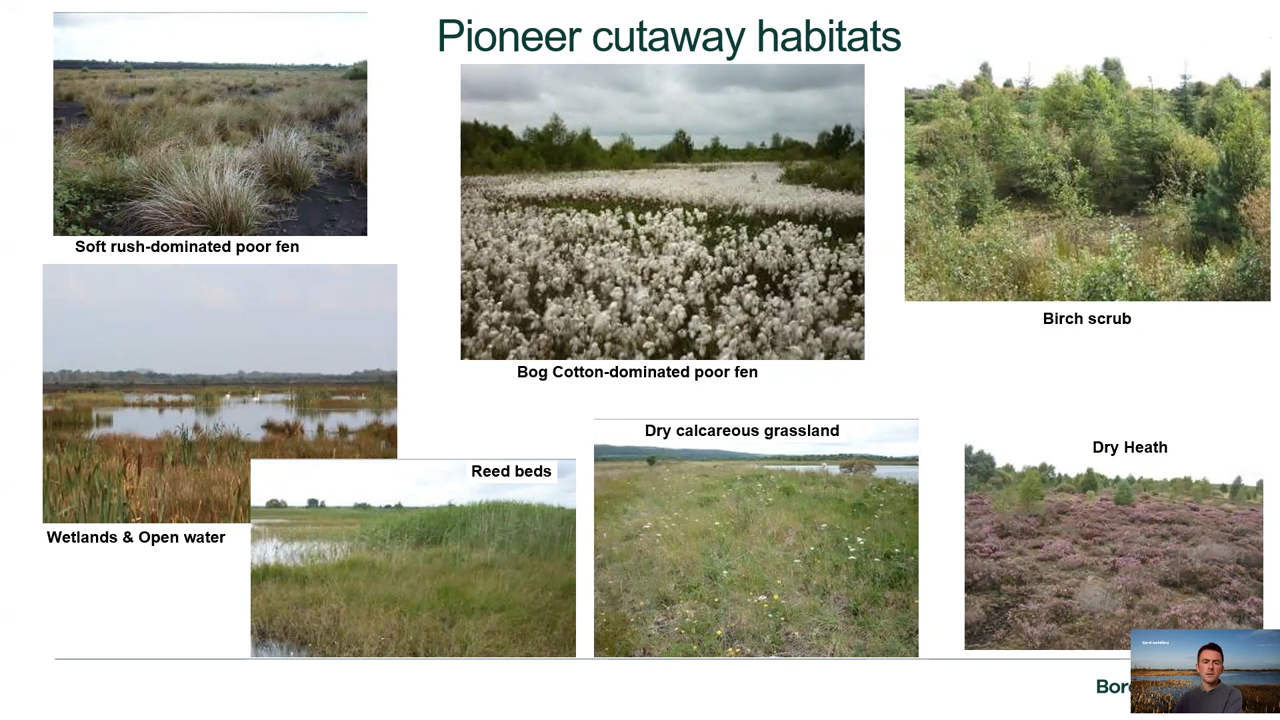 Pioneer cutaway habitats
Soft rush-dominated poor fen
Bog Cotton-dominated poor fen
Birch scrub
Wetlands & Open water
Reed beds
Dry calcareous grassland
Dry Heath